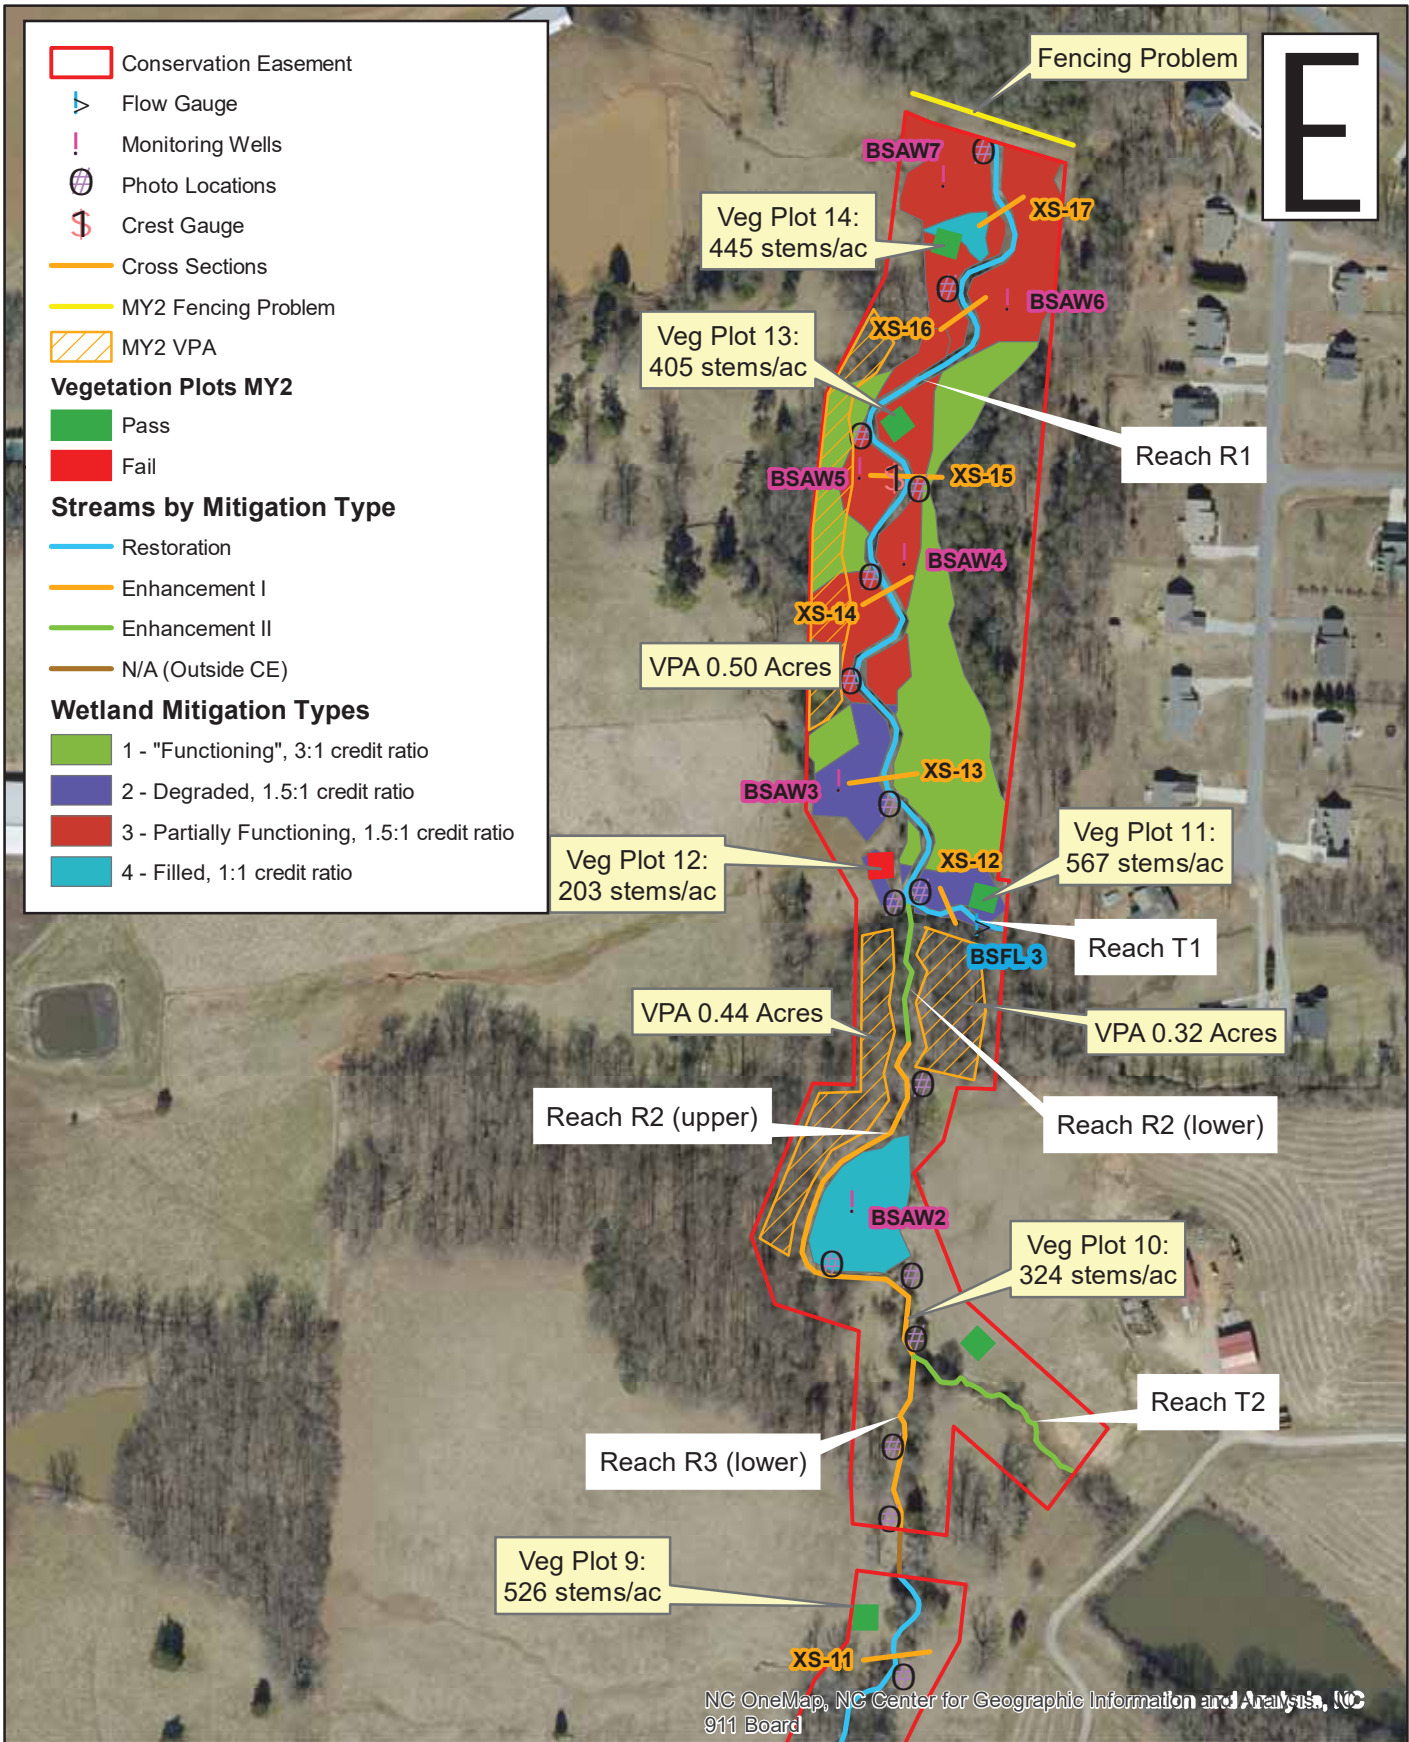 Conservation Easement
Flow Gauge
Monitoring Wells
Photo Locations
Crest Gauge
Cross Sections
MY2 Fencing Problem
MY2 VPA
Vegetation Plots MY2
Pass
Fail
Streams by Mitigation Type
Restoration
Enhancement I
Enhancement II
N/A (Outside CE)
Wetland Mitigation Types
1 - "Functioning", 3:1 credit ratio
2 - Degraded, 1.5:1 credit ratio
3 - Partially Functioning, 1.5:1 credit ratio
4 - Filled, 1:1 credit ratio
E
Fencing Problem
BSAW7
XS-17
Veg Plot 14:
445 stems/ac
BSAW6
XS-16
Veg Plot 13:
405 stems/ac
Reach R1
BSAW5
XS-15
BSAW4
XS-14
VPA 0.50 Acres
XS-13
BSAW3
Veg Plot 11:
567 stems/ac
XS-12
Veg Plot 12:
203 stems/ac
Reach T1
BSFL 3
VPA 0.44 Acres
VPA 0.32 Acres
Reach R2 (upper)
Reach R2 (lower)
BSAW2
Veg Plot 10:
324 stems/ac
Reach T2
Reach R3 (lower)
Veg Plot 9:
526 stems/ac
XS-11
NC OneMap, NC Center for Geographic Information and Analysis, NC
911 Board